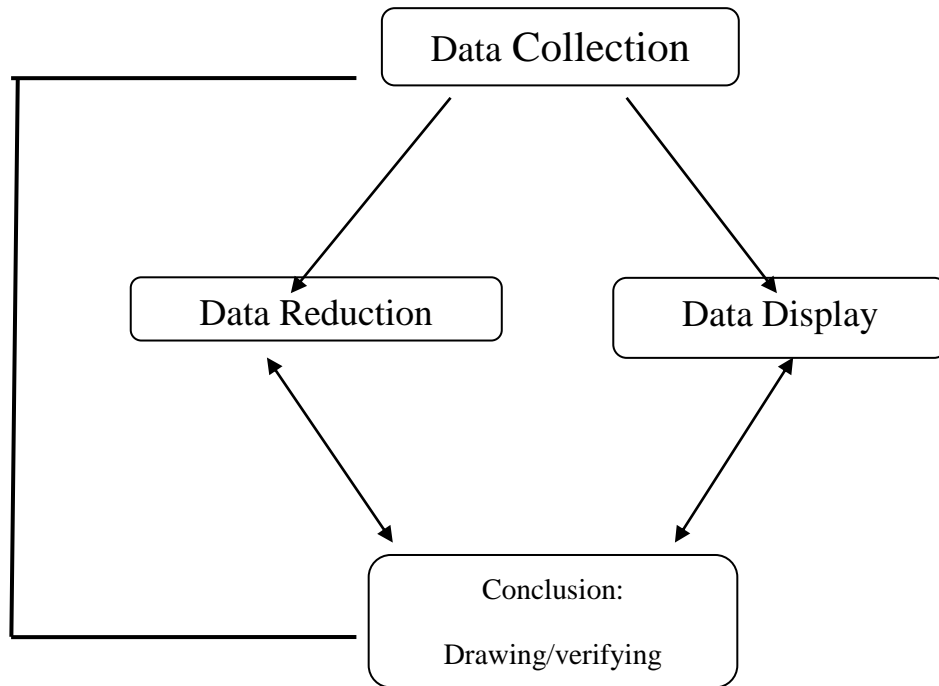 Data Collection
Data Reduction
Data Display
Conclusion:
Drawing/verifying